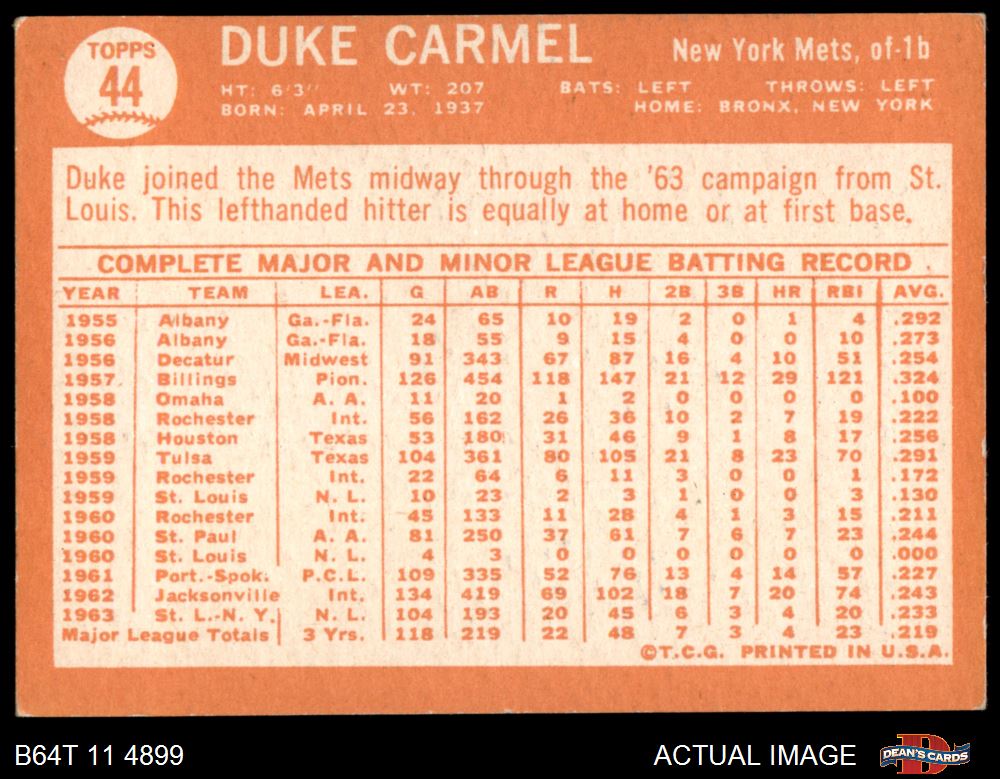 TOPPS
44
DUKE CARMEL
New York Mets, of-1b
HT: 6'3" WT: 207 BATS: LEFT THROWS: LEFT
BORN: APRIL 23, 1937 HOME: BRONX, NEW YORK
Duke joined the Mets midway through the '63 campaign from St.
Louis. This lefthanded hitter is equally at home or at first base.
COMPLETE MAJOR AND MINOR LEAGUE BATTING RECORD
YEAR TEAM LEA. G AB R H 2B 3B HR RBI AVG.
1955 Albany Ga.-Fla. 24 65 10 19 2 0 1 4 .292
1956 Albany Ga.-Fla. 18 55 9 15 4 0 0 10 .273
1956 Decatur Midwest 91 343 67 87 16 4 10 51 .254
1957 Billings Pion. 126 454 118 147 21 12 29 121 .324
1958 Omaha A. A. 11 20 1 2 0 0 0 0 .100
1958 Rochester Int. 56 162 26 36 10 2 7 19 .222
1958 Houston Texas 53 180 31 46 9 1 8 17 .256
1959 Tulsa Texas 104 361 80 105 21 8 23 70 .291
1959 Rochester Int. 22 64 6 11 3 0 0 1 .172
1959 St. Louis N. L. 10 23 2 3 1 0 0 3 .130
1960 Rochester Int. 45 133 11 28 4 1 3 15 .211
1960 St. Paul A. A. 81 250 37 61 7 6 7 23 .244
1960 St. Louis N. L. 4 3 0 0 0 0 0 0 .000
1961 Port.-Spok. P.C.L. 109 335 52 76 13 4 14 57 .227
1962 Jacksonville Int. 134 419 69 102 18 7 20 74 .243
1963 St. L.-N. Y. N. L. 104 193 20 45 6 3 4 20 .233
Major League Totals 3 Yrs. 118 219 22 48 7 3 4 23 .219
©T.C.G. PRINTED IN U.S.A.
B64T 11 4899
ACTUAL IMAGE
DEAN'S CARDS